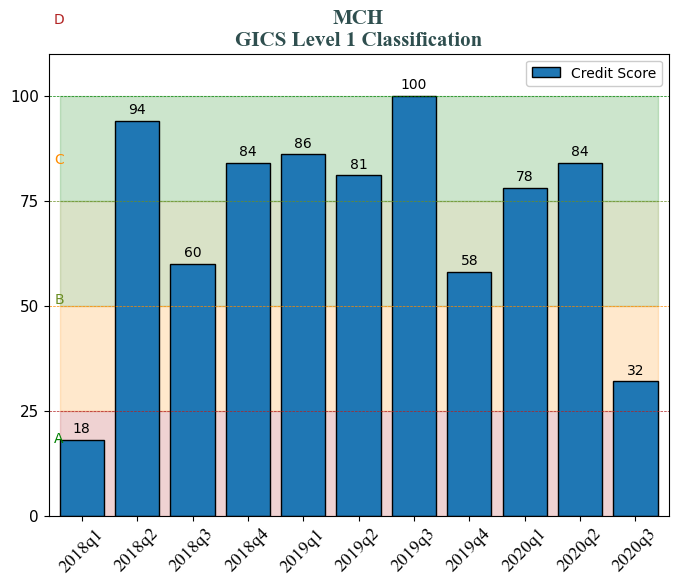 D
MCH
GICS Level 1 Classification
Credit Score
100
75
50
25
0
C
B
A
18
94
60
84
86
81
100
58
78
84
32
2018q1
2018q2
2018q3
2018q4
2019q1
2019q2
2019q3
2019q4
2020q1
2020q2
2020q3